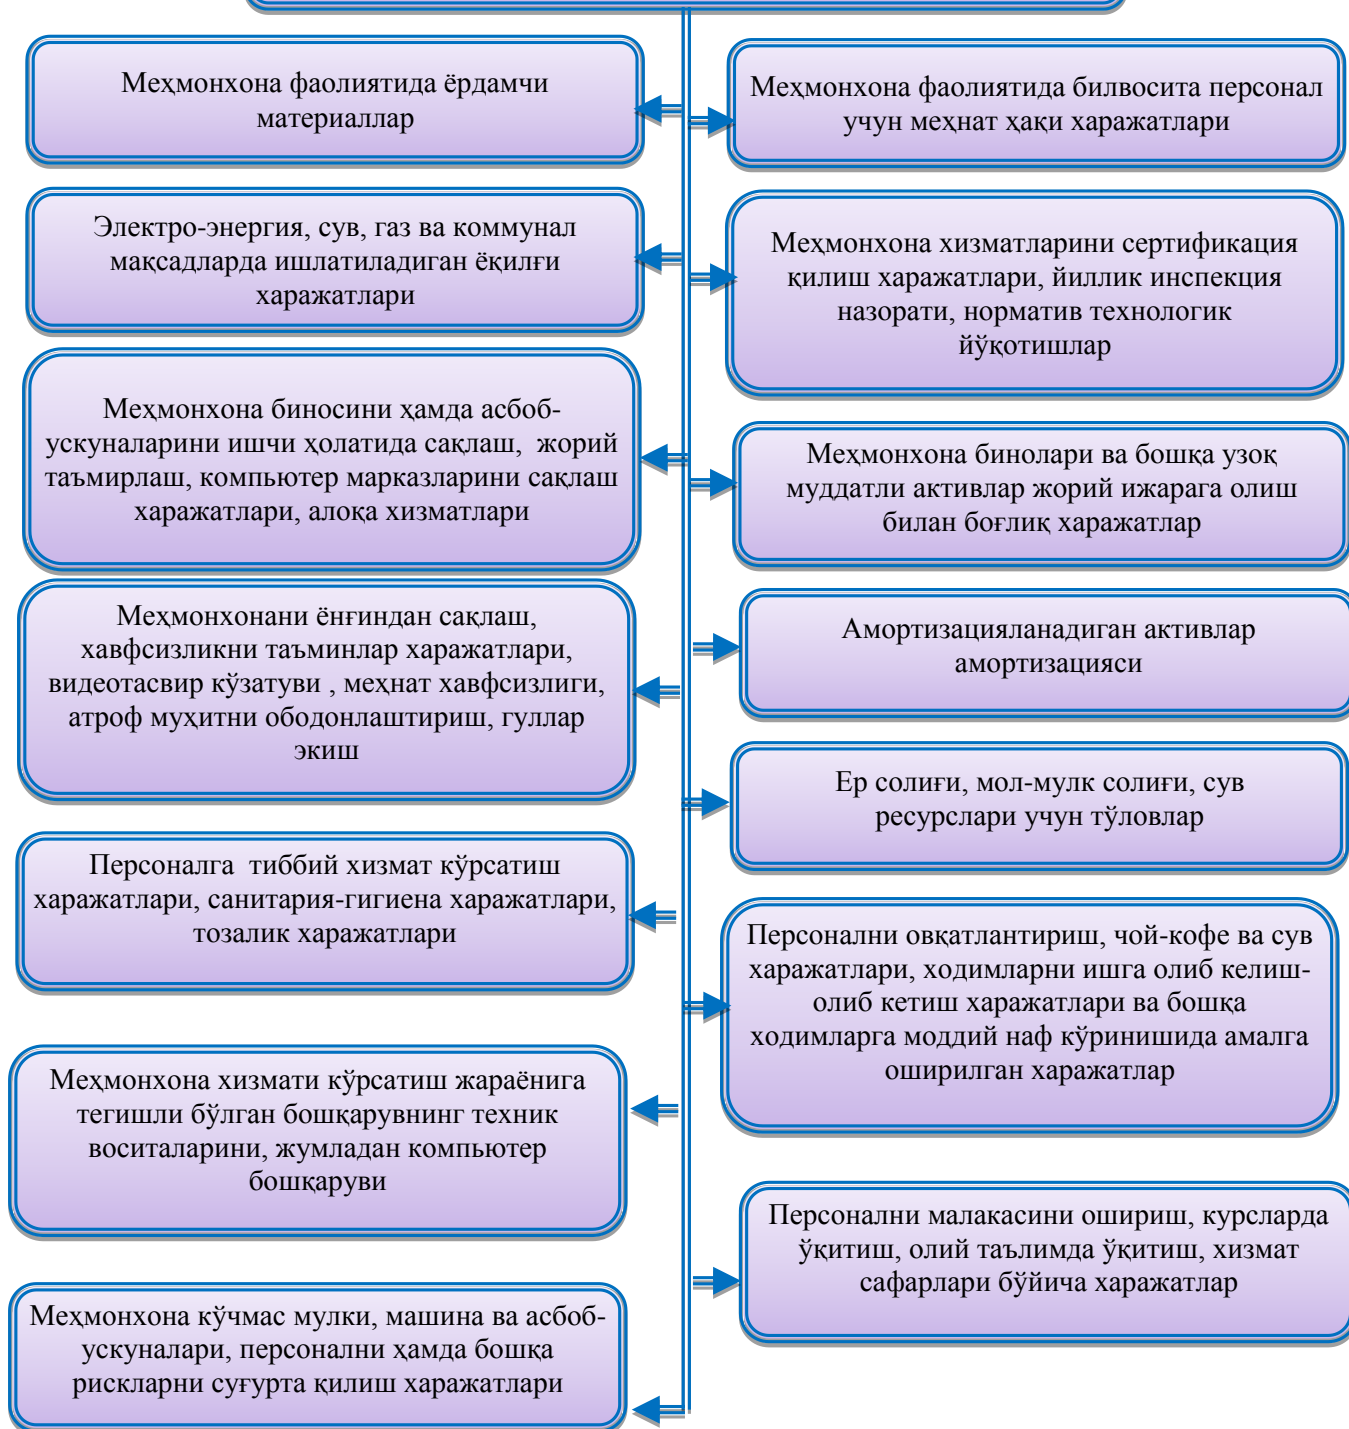 Меҳмонхона фаолиятида ёрдамчи
материаллар
Меҳмонхона фаолиятида билвосита персонал
учун меҳнат ҳақи харажатлари
Электро-энергия, сув, газ ва коммунал
мақсадларда ишлатиладиган ёқилғи
харажатлари
Меҳмонхона хизматларини сертификация
қилиш харажатлари, йиллик инспекция
назорати, норматив технологик
йўқотишлар
Меҳмонхона биносини ҳамда асбоб-
ускуналарини ишчи ҳолатида сақлаш, жорий
таъмирлаш, компьютер марказларини сақлаш
харажатлари, алоқа хизматлари
Меҳмонхона бинолари ва бошқа узоқ
муддатли активлар жорий ижарага олиш
билан боғлиқ харажатлар
Меҳмонхонани ёнғиндан сақлаш,
хавфсизликни таъминлар харажатлари,
видеотасвир кўзатуви , меҳнат хавфсизлиги,
атроф муҳитни ободонлаштириш, гуллар
экиш
Амортизацияланадиган активлар
амортизацияси
Ер солиғи, мол-мулк солиғи, сув
ресурслари учун тўловлар
Персоналга тиббий хизмат кўрсатиш
харажатлари, санитария-гигиена харажатлари,
тозалик харажатлари
Персонални овқатлантириш, чой-кофе ва сув
харажатлари, ходимларни ишга олиб келиш-
олиб кетиш харажатлари ва бошқа
ходимларга моддий наф кўринишида амалга
оширилган харажатлар
Меҳмонхона хизмати кўрсатиш жараёнига
тегишли бўлган бошқарувнинг техник
воситаларини, жумладан компьютер
бошқаруви
Персонални малакасини ошириш, курсларда
ўқитиш, олий таълимда ўқитиш, хизмат
сафарлари бўйича харажатлар
Меҳмонхона кўчмас мулки, машина ва асбоб-
ускуналари, персонални ҳамда бошқа
рискларни суғурта қилиш харажатлари